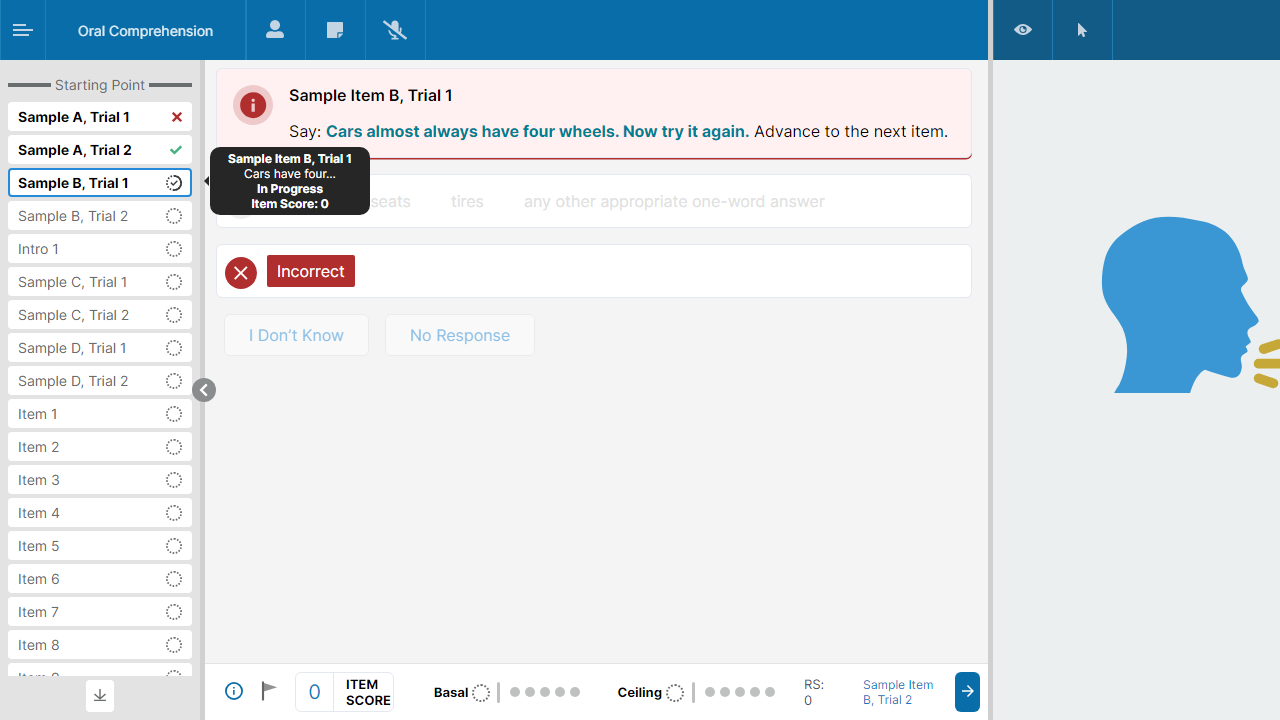 Oral Comprehension
Starting Point
Sample A, Trial 1
Sample A, Trial 2
Sample B, Trial 1
Sample B, Trial 2
Intro 1
Sample C, Trial 1
Sample C, Trial 2
Sample D, Trial 1
Sample D, Trial 2
Item 1
Item 2
Item 3
Item 4
Item 5
Item 6
Item 7
Item 8
Sample Item B, Trial 1
Say: Cars almost always have four wheels. Now try it again. Advance to the next item.
Sample Item B, Trial 1
Cars have four...
In Progress
Item Score: 0
seats tires any other appropriate one-word answer
Incorrect
I Don't Know No Response
0 ITEM SCORE
Basal
Ceiling
RS:
0
Sample Item
B, Trial 2